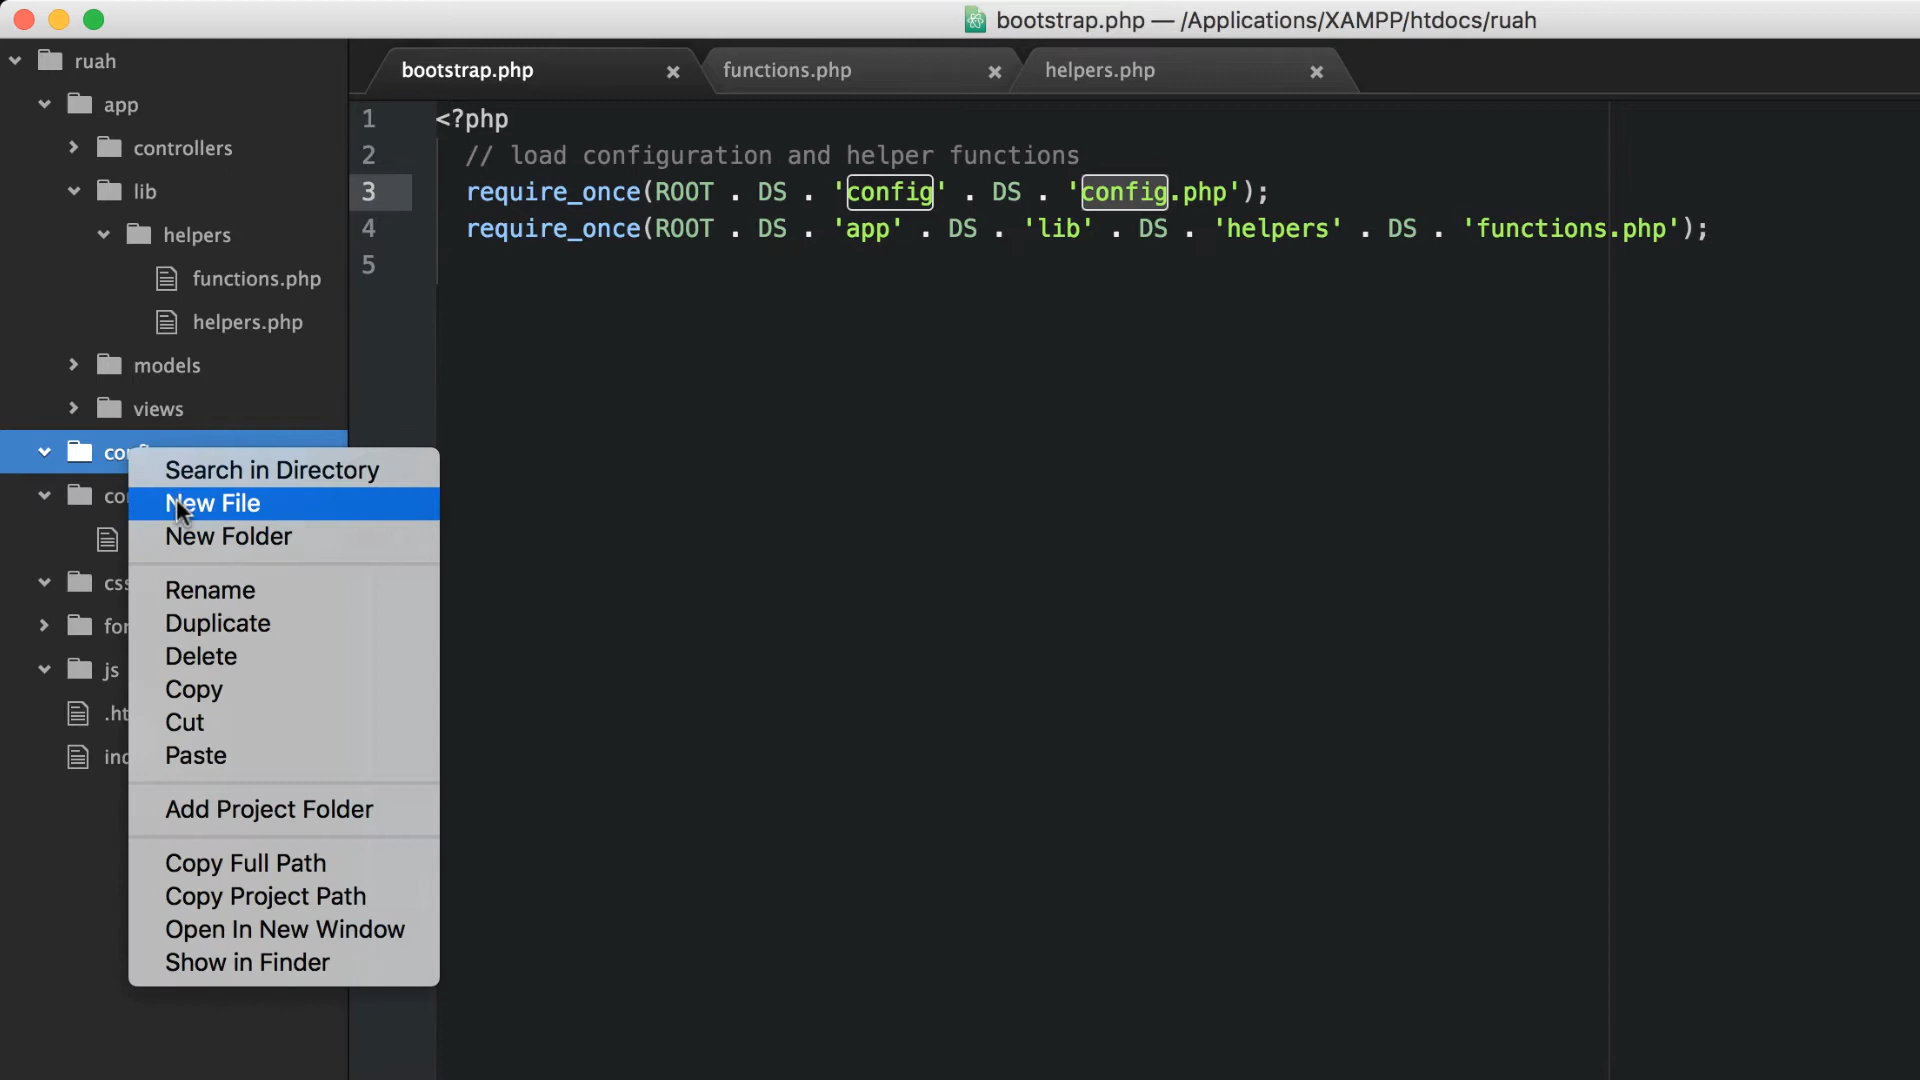 bootstrap.php — /Applications/XAMPP/htdocs/ruah
ruah
app
controllers
lib
helpers
functions.php
helpers.php
models
views
css
js
bootstrap.php
functions.php
helpers.php
1 <?php
2 // load configuration and helper functions
3 require_once(ROOT . DS . 'config' . DS . 'config.php');
4 require_once(ROOT . DS . 'app' . DS . 'lib' . DS . 'helpers' . DS . 'functions.php');
5
Search in Directory
New File
New Folder
Rename
Duplicate
Delete
Copy
Cut
Paste
Add Project Folder
Copy Full Path
Copy Project Path
Open In New Window
Show in Finder